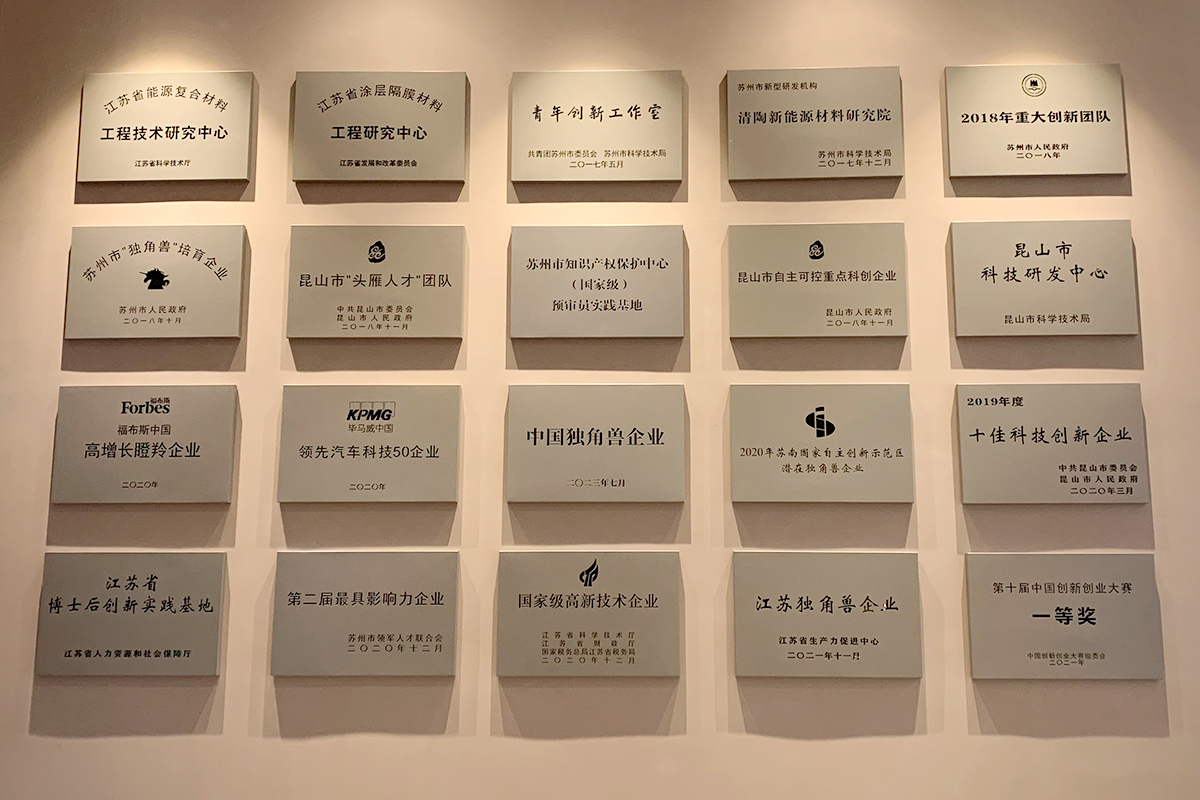 江苏省能源复合材料
工程技术研究中心
江苏省科学技术厅
江苏省涂层隔膜材料
工程研究中心
江苏省发展和改革委员会
青年创新工作室
共青团苏州市委员会 苏州市科学技术局
二〇一七年五月
苏州市新型研发机构
清陶新能源材料研究院
苏州市科学技术局
二〇一七年十二月
2018年重大创新团队
苏州市人民政府
二〇一八年
苏州市"独角兽"培育企业
苏州市人民政府
二〇一八年十月
昆山市"头雁人才"团队
中共昆山市委员会
昆山市人民政府
二〇一八年十一月
苏州市知识产权保护中心
（国家级）
预审员实践基地
昆山市自主可控重点科创企业
昆山市人民政府
二〇一八年十一月
昆山市
科技研发中心
昆山市科学技术局
福布斯
Forbes
福布斯中国
高增长瞪羚企业
二〇二〇年
KPMG
毕马威中国
领先汽车科技50企业
二〇二〇年
中国独角兽企业
二〇二三年七月
2020年苏南国家自主创新示范区
潜在独角兽企业
2019年度
十佳科技创新企业
中共昆山市委员会
昆山市人民政府
二〇二〇年三月
江苏省
博士后创新实践基地
江苏省人力资源和社会保障厅
第二届最具影响力企业
苏州市领军人才联合会
二〇二〇年十二月
国家级高新技术企业
江苏省科学技术厅
江苏省财政厅
国家税务总局江苏省税务局
二〇二〇年十二月
江苏独角兽企业
江苏省生产力促进中心
二〇二一年十一月
第十届中国创新创业大赛
一等奖
中国创新创业大赛组委会
二〇二一年